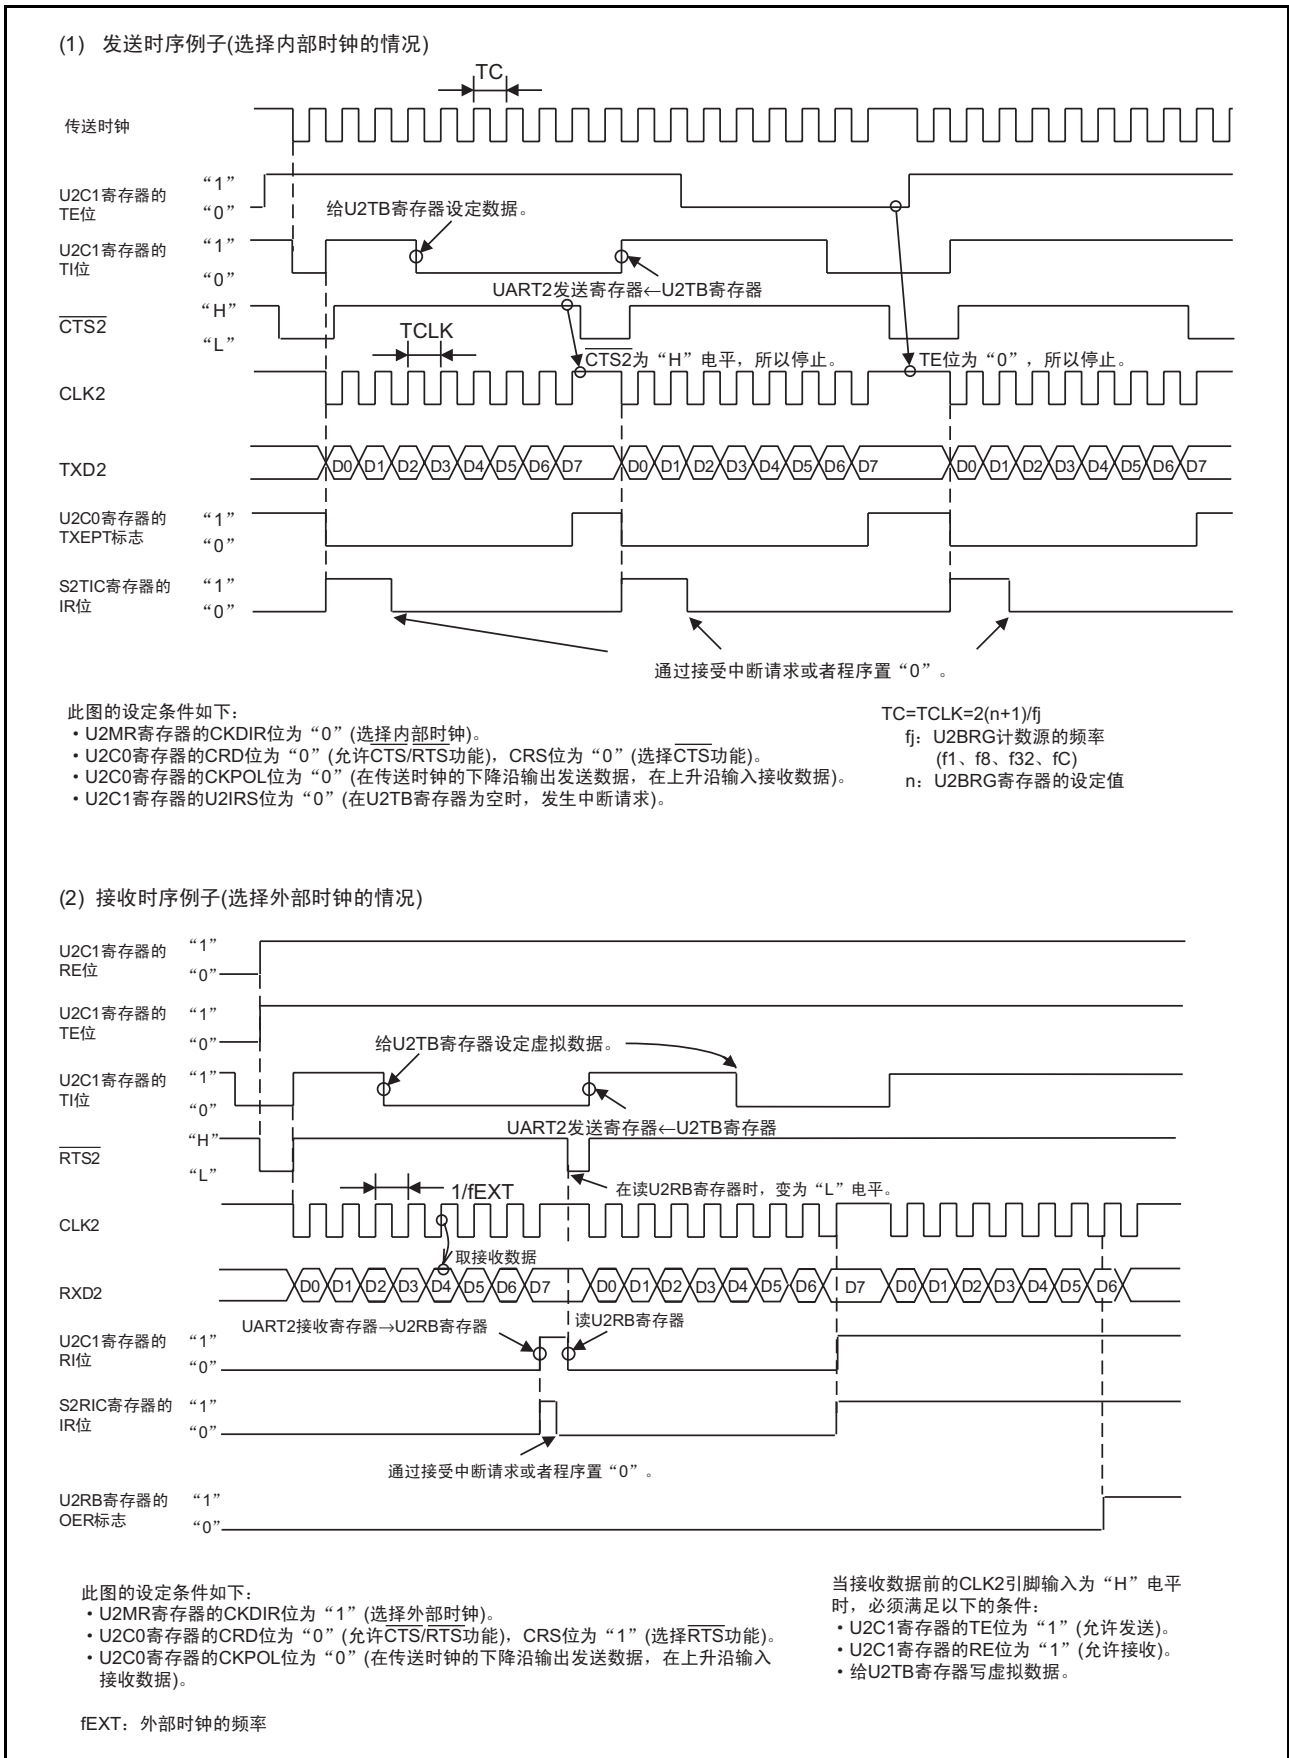 (1) 发送时序例子(选择内部时钟的情况)
TC
传送时钟
U2C1寄存器的
TE位
“1”
“0”
给U2TB寄存器设定数据。
U2C1寄存器的
TI位
“1”
“0”
UART2发送寄存器←U2TB寄存器
CTS2
“H”
“L”
TCLK
CTS2为“H”电平，所以停止。
TE位为“0”，所以停止。
CLK2
TXD2
D0 D1 D2 D3 D4 D5 D6 D7 D0 D1 D2 D3 D4 D5 D6 D7 D0 D1 D2 D3 D4 D5 D6 D7
U2C0寄存器的
TXEPT标志
“1”
“0”
S2TIC寄存器的
IR位
“1”
“0”
通过接受中断请求或者程序置“0”。
此图的设定条件如下：
・U2MR寄存器的CKDIR位为“0”(选择内部时钟)。
・U2C0寄存器的CRD位为“0”(允许CTS/RTS功能)，CRS位为“0”(选择CTS功能)。
・U2C0寄存器的CKPOL位为“0”(在传送时钟的下降沿输出发送数据，在上升沿输入接收数据)。
・U2C1寄存器的U2IRS位为“0”(在U2TB寄存器为空时，发生中断请求)。
TC=TCLK=2(n+1)/fj
fj：U2BRG计数源的频率
(f1、f8、f32、fC)
n：U2BRG寄存器的设定值
(2) 接收时序例子(选择外部时钟的情况)
U2C1寄存器的
RE位
“1”
“0”
U2C1寄存器的
TE位
“1”
“0”
给U2TB寄存器设定虚拟数据。
U2C1寄存器的
TI位
“1”
“0”
UART2发送寄存器←U2TB寄存器
RTS2
“H”
“L”
1/fEXT
在读U2RB寄存器时，变为“L”电平。
CLK2
取接收数据
RXD2
D0 D1 D2 D3 D4 D5 D6 D7 D0 D1 D2 D3 D4 D5 D6 D7 D0 D1 D2 D3 D4 D5 D6
UART2接收寄存器→U2RB寄存器
读U2RB寄存器
U2C1寄存器的
RI位
“1”
“0”
S2RIC寄存器的
IR位
“1”
“0”
通过接受中断请求或者程序置“0”。
U2RB寄存器的
OER标志
“1”
“0”
此图的设定条件如下：
・U2MR寄存器的CKDIR位为“1”(选择外部时钟)。
・U2C0寄存器的CRD位为“0”(允许CTS/RTS功能)，CRS位为“1”(选择RTS功能)。
・U2C0寄存器的CKPOL位为“0”(在传送时钟的下降沿输出发送数据，在上升沿输入
接收数据)。
fEXT：外部时钟的频率
当接收数据前的CLK2引脚输入为“H”电平
时，必须满足以下的条件：
・U2C1寄存器的TE位为“1”(允许发送)。
・U2C1寄存器的RE位为“1”(允许接收)。
・给U2TB寄存器写虚拟数据。